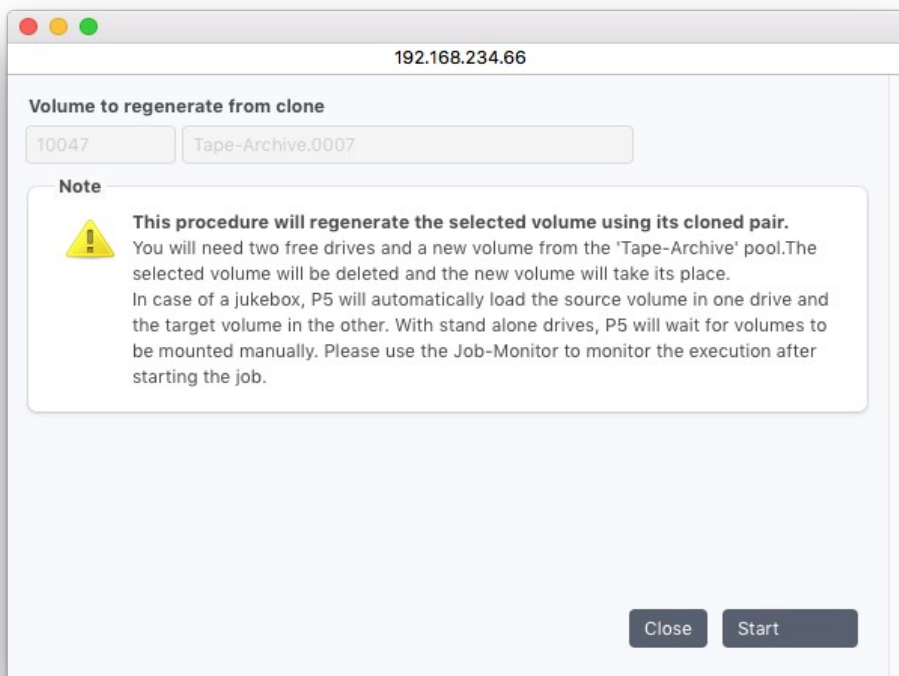 192.168.234.66
Volume to regenerate from clone
10047 Tape-Archive.0007
Note
This procedure will regenerate the selected volume using its cloned pair.
You will need two free drives and a new volume from the 'Tape-Archive' pool.The
selected volume will be deleted and the new volume will take its place.
In case of a jukebox, P5 will automatically load the source volume in one drive and
the target volume in the other. With stand alone drives, P5 will wait for volumes to
be mounted manually. Please use the Job-Monitor to monitor the execution after
starting the job.
Close Start